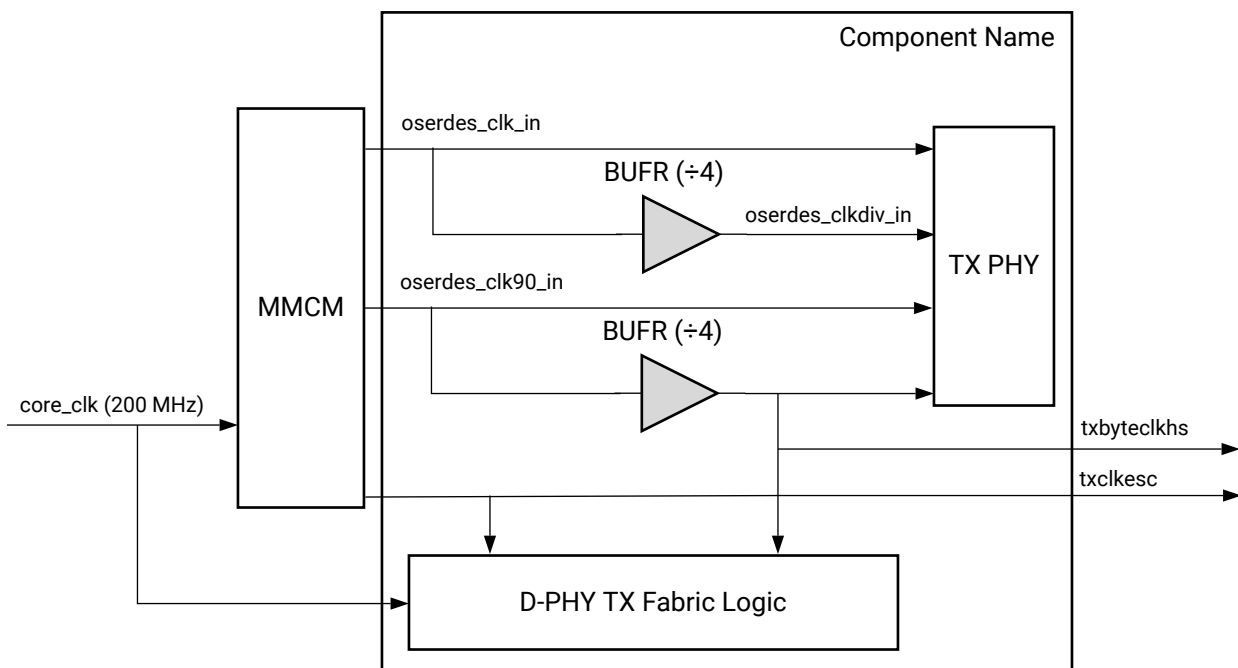 Component Name
oserdes_clk_in
BUFR (÷4)
oserdes_clkdiv_in
TX PHY
oserdes_clk90_in
MMCM
BUFR (÷4)
core_clk (200 MHz)
txbyteclkhs
txclkesc
D-PHY TX Fabric Logic